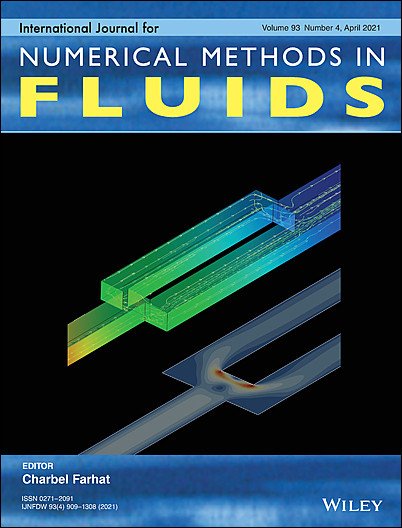 International Journal for
Volume 93 Number 4, April 2021
NUMERICAL METHODS IN
FLUIDS
EDITOR
Charbel Farhat
ISSN 0271-2091
IJNFDW 93(4) 909-1308 (2021)
WILEY